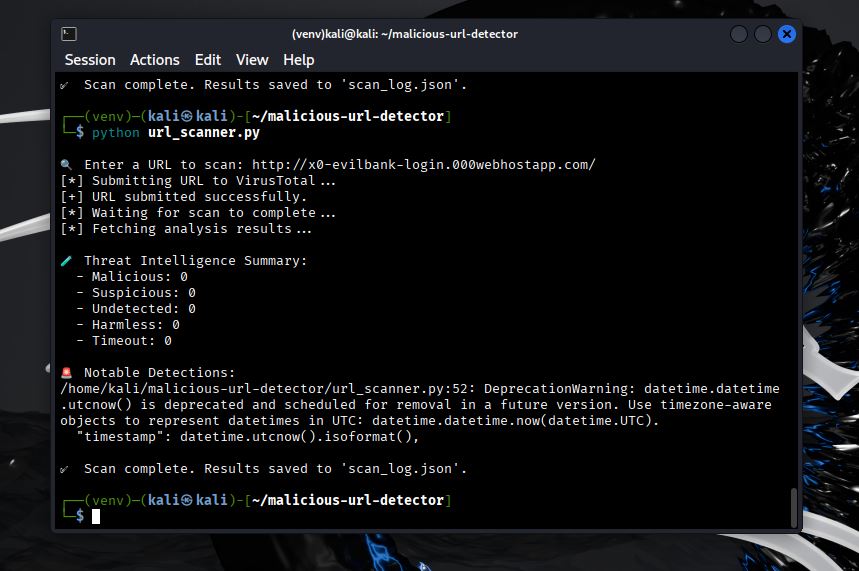 (venv)kali@kali: ~/malicious-url-detector
Session Actions Edit View Help
✔ Scan complete. Results saved to 'scan_log.json'.
┌──(venv)─(kali㉿kali)-[~/malicious-url-detector]
└─$ python url_scanner.py
🔍 Enter a URL to scan: http://x0-evilbank-login.000webhostapp.com/
[*] Submitting URL to VirusTotal...
[+] URL submitted successfully.
[*] Waiting for scan to complete...
[*] Fetching analysis results...
🧪 Threat Intelligence Summary:
- Malicious: 0
- Suspicious: 0
- Undetected: 0
- Harmless: 0
- Timeout: 0
🚨 Notable Detections:
/home/kali/malicious-url-detector/url_scanner.py:52: DeprecationWarning: datetime.datetime
.utcnow() is deprecated and scheduled for removal in a future version. Use timezone-aware
objects to represent datetimes in UTC: datetime.datetime.now(datetime.UTC).
"timestamp": datetime.utcnow().isoformat(),
✔ Scan complete. Results saved to 'scan_log.json'.
┌──(venv)─(kali㉿kali)-[~/malicious-url-detector]
└─$